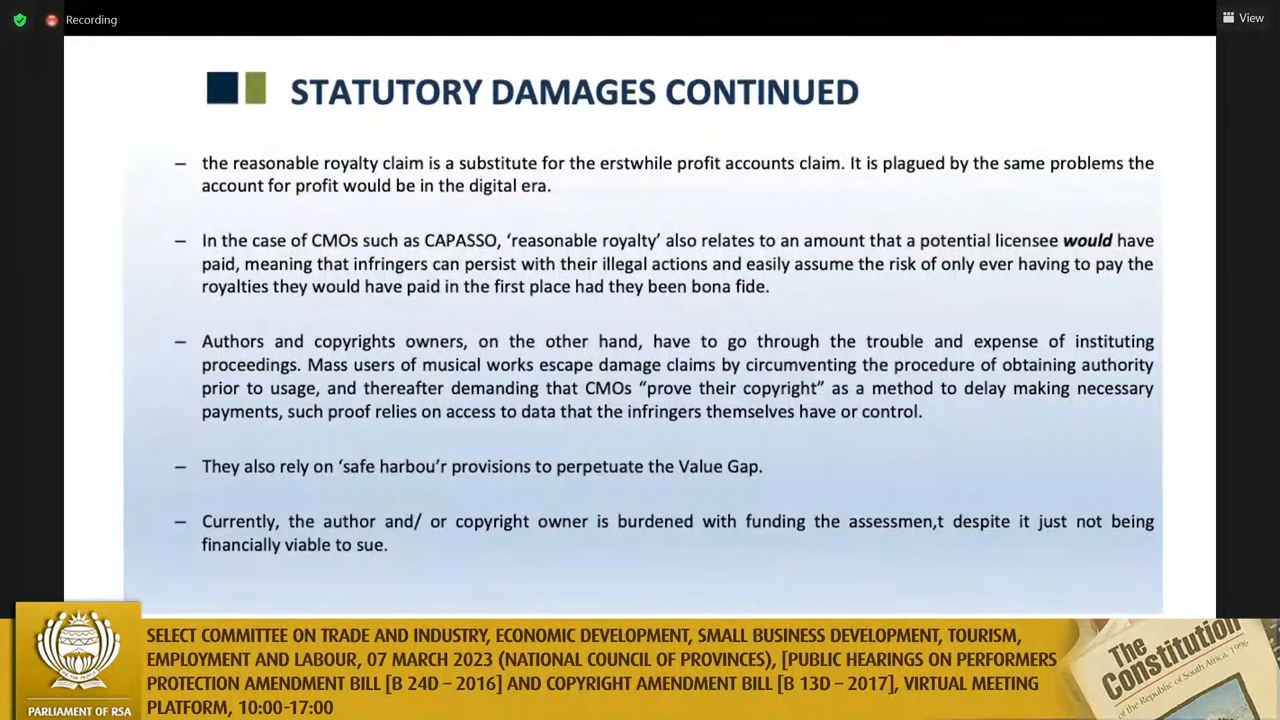 Recording
View
STATUTORY DAMAGES CONTINUED
– the reasonable royalty claim is a substitute for the erstwhile profit accounts claim. It is plagued by the same problems the
account for profit would be in the digital era.
– In the case of CMOs such as CAPASSO, ‘reasonable royalty’ also relates to an amount that a potential licensee would have
paid, meaning that infringers can persist with their illegal actions and easily assume the risk of only ever having to pay the
royalties they would have paid in the first place had they been bona fide.
– Authors and copyrights owners, on the other hand, have to go through the trouble and expense of instituting
proceedings. Mass users of musical works escape damage claims by circumventing the procedure of obtaining authority
prior to usage, and thereafter demanding that CMOs “prove their copyright” as a method to delay making necessary
payments, such proof relies on access to data that the infringers themselves have or control.
– They also rely on ‘safe harbou’r provisions to perpetuate the Value Gap.
– Currently, the author and/ or copyright owner is burdened with funding the assessmen,t despite it just not being
financially viable to sue.
SELECT COMMITTEE ON TRADE AND INDUSTRY, ECONOMIC DEVELOPMENT, SMALL BUSINESS DEVELOPMENT, TOURISM,
EMPLOYMENT AND LABOUR, 07 MARCH 2023 (NATIONAL COUNCIL OF PROVINCES), [PUBLIC HEARINGS ON PERFORMERS
PROTECTION AMENDMENT BILL [B 24D – 2016] AND COPYRIGHT AMENDMENT BILL [B 13D – 2017], VIRTUAL MEETING
PLATFORM, 10:00-17:00
PARLIAMENT OF RSA
The
Constitution
of the Republic of South Africa, 1996